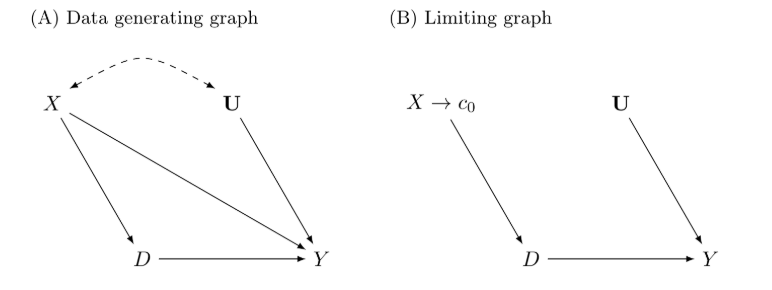 (A) Data generating graph (B) Limiting graph
X U X → c₀ U
D Y D Y